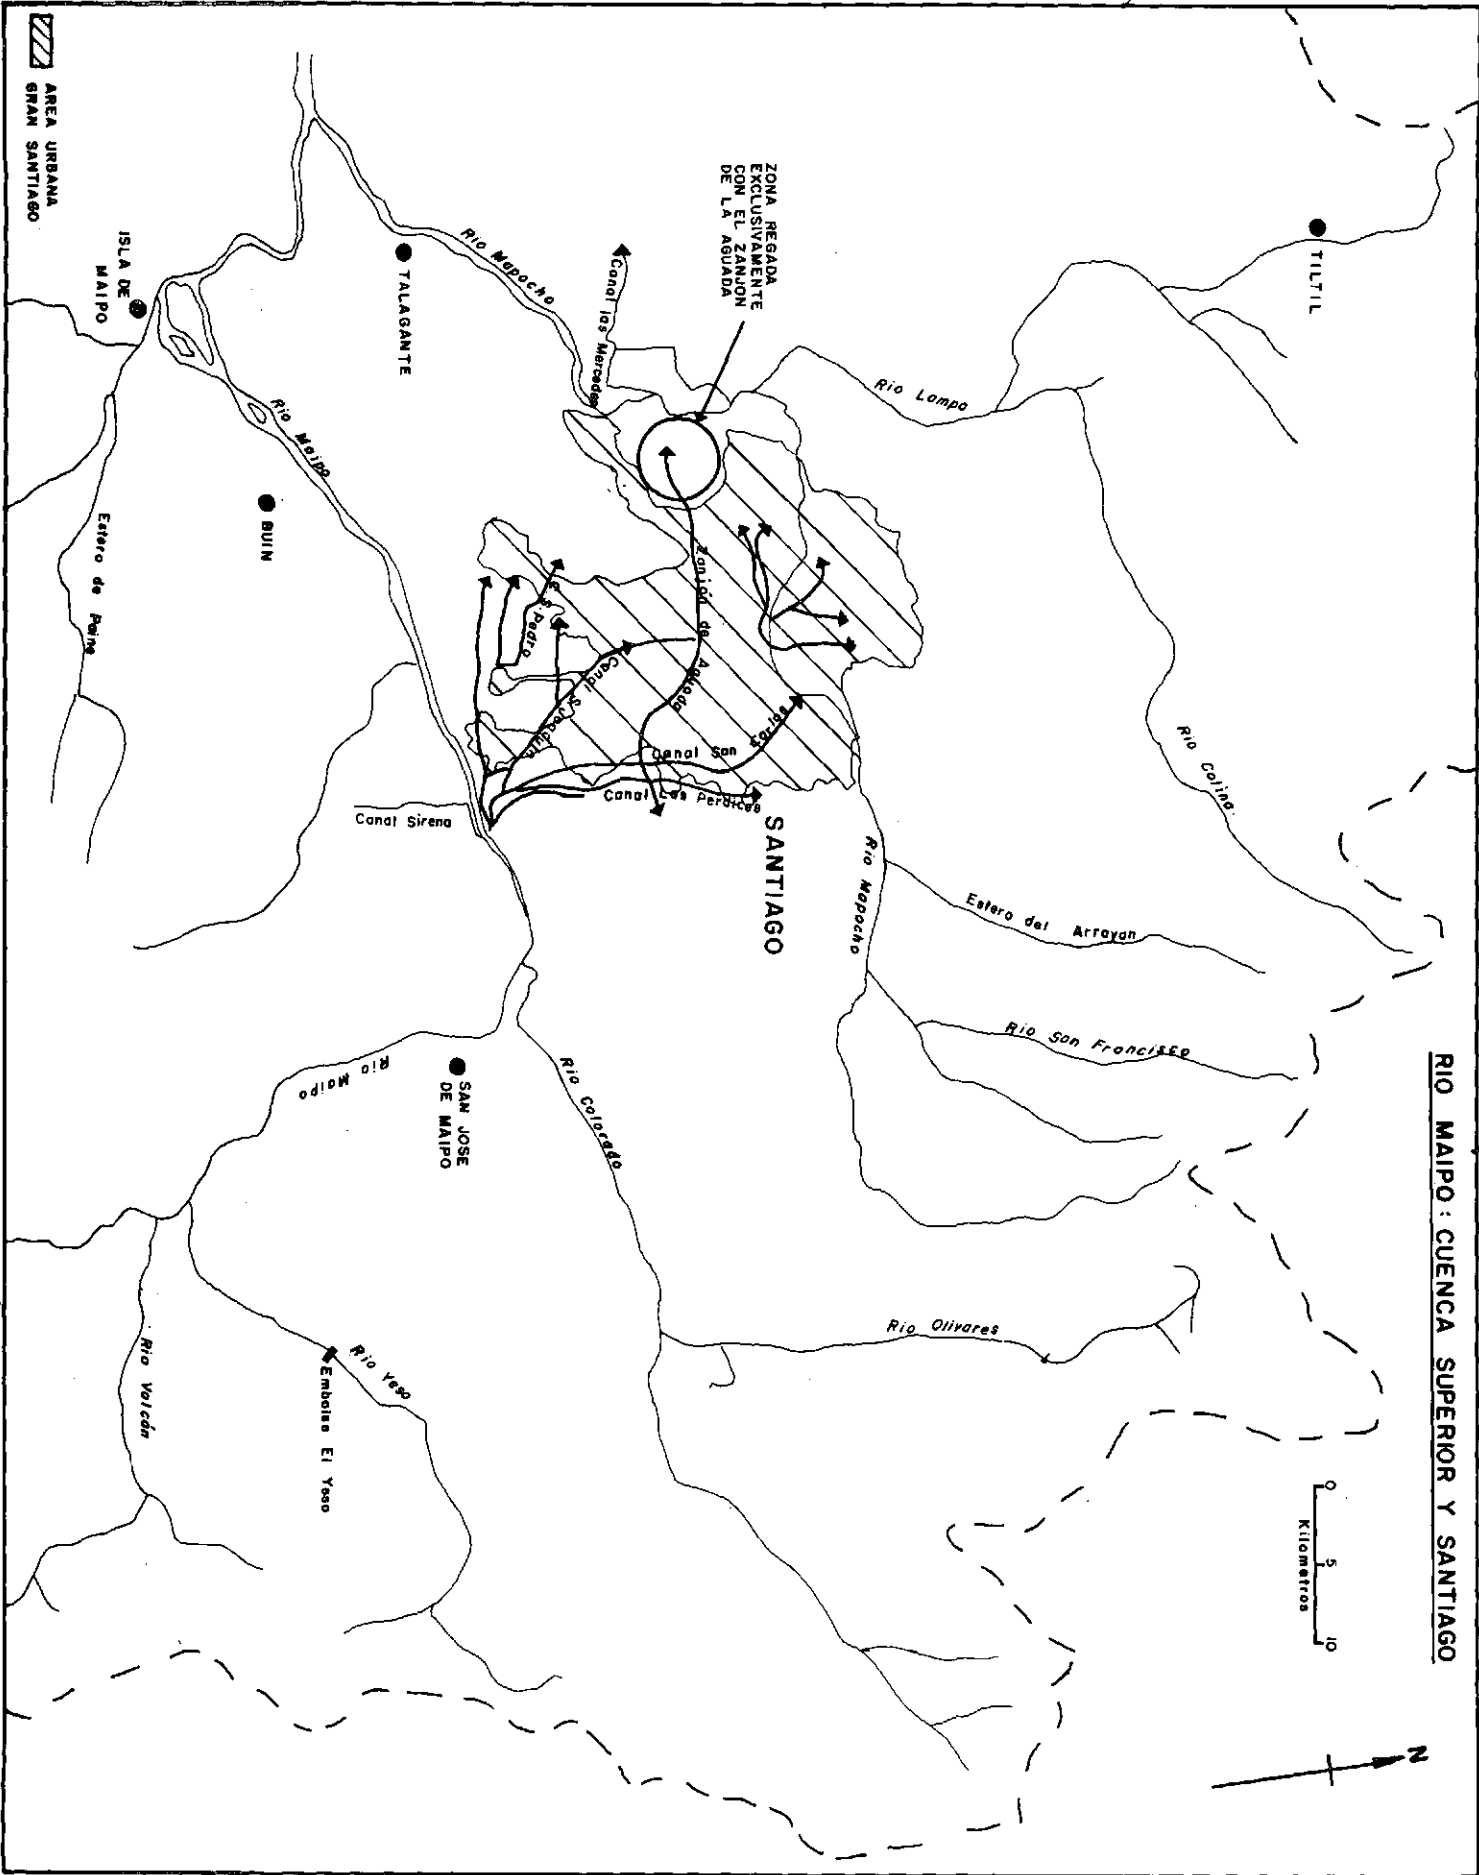 RIO MAIPO: CUENCA SUPERIOR Y SANTIAGO
0 5 10
Kilometros
N
TILTIL
Rio Lampa
Rio Colina
Estero del Arrayan
Rio San Francisco
Rio Olivares
Rio Mapocho
SANTIAGO
ZONA REGADA
EXCLUSIVAMENTE
CON EL ZANJON
DE LA AGUADA
Canal las Mercedes
Rio Mapocho
Zanjón de Aguada
Canal San Carlos
Canal Las Perdices
Canal S. Joaquin
S. Pedro
Canal Sirena
Rio Colorado
TALAGANTE
SAN JOSE
DE MAIPO
Rio Maipo
Rio Maipo
BUIN
Rio Yeso
Embalse El Yeso
ISLA DE
MAIPO
Estero de Paine
Rio Volcán
AREA URBANA
GRAN SANTIAGO